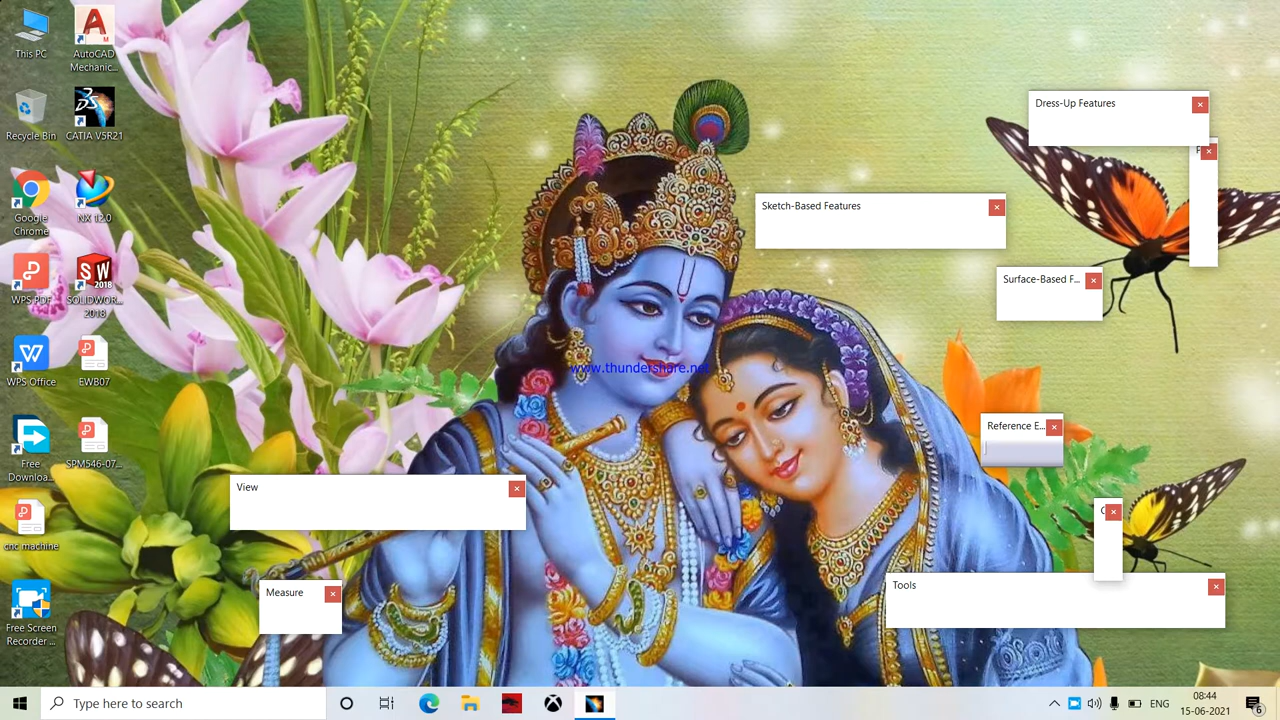 This PC
AutoCAD
Mechanic...
Recycle Bin
CATIA V5R21
Google
Chrome
NX 12.0
WPS PDF
SOLIDWOR...
2018
WPS Office
EWB07
Free
Downloa...
SPM546-07...
cnc machine
Free Screen
Recorder ...
Dress-Up Features
Sketch-Based Features
Surface-Based F...
www.thundershare.net
Reference E...
View
Tools
Measure
Type here to search
ENG
08:44
15-06-2021
6